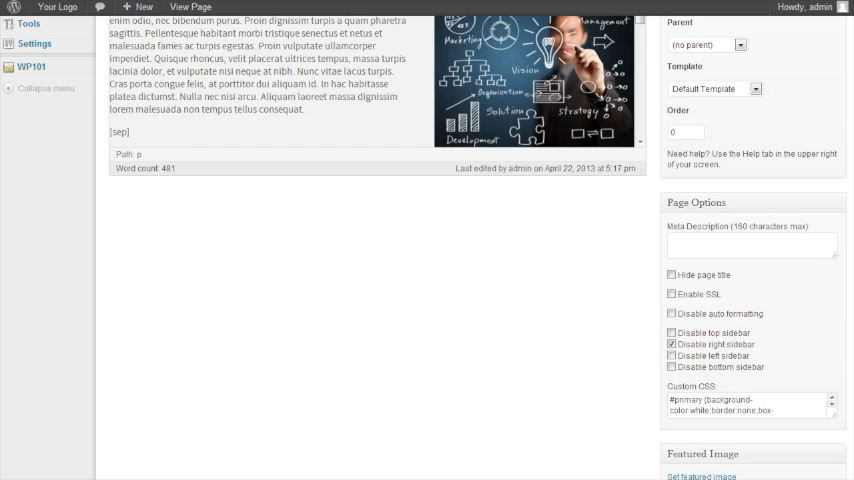 Your Logo
New
View Page
Howdy, admin
Tools
Settings
WP101
Collapse menu
enim odio, nec bibendum purus. Proin dignissim turpis a quam pharetra
sagittis. Pellentesque habitant morbi tristique senectus et netus et
malesuada fames ac turpis egestas. Proin vulputate ullamcorper
imperdiet. Quisque rhoncus, velit placerat ultrices tempus, massa turpis
lacinia dolor, et vulputate nisi neque at nibh. Nunc vitae lacus turpis.
Cras porta congue felis, at porttitor dui aliquam id. In hac habitasse
platea dictumst. Nulla nec nisi arcu. Aliquam laoreet massa dignissim
lorem malesuada non tempus tellus consequat.
[sep]
Marketing
Management
Vision
Organization
Solution
strategy
Development
Path: p
Word count: 481
Last edited by admin on April 22, 2013 at 5:17 pm
Parent
(no parent)
Template
Default Template
Order
0
Need help? Use the Help tab in the upper right
of your screen.
Page Options
Meta Description (160 characters max):
Hide page title
Enable SSL
Disable auto formatting
Disable top sidebar
Disable right sidebar
Disable left sidebar
Disable bottom sidebar
Custom CSS:
#primary {background-
color:white;border:none;box-
Featured Image
Set featured image